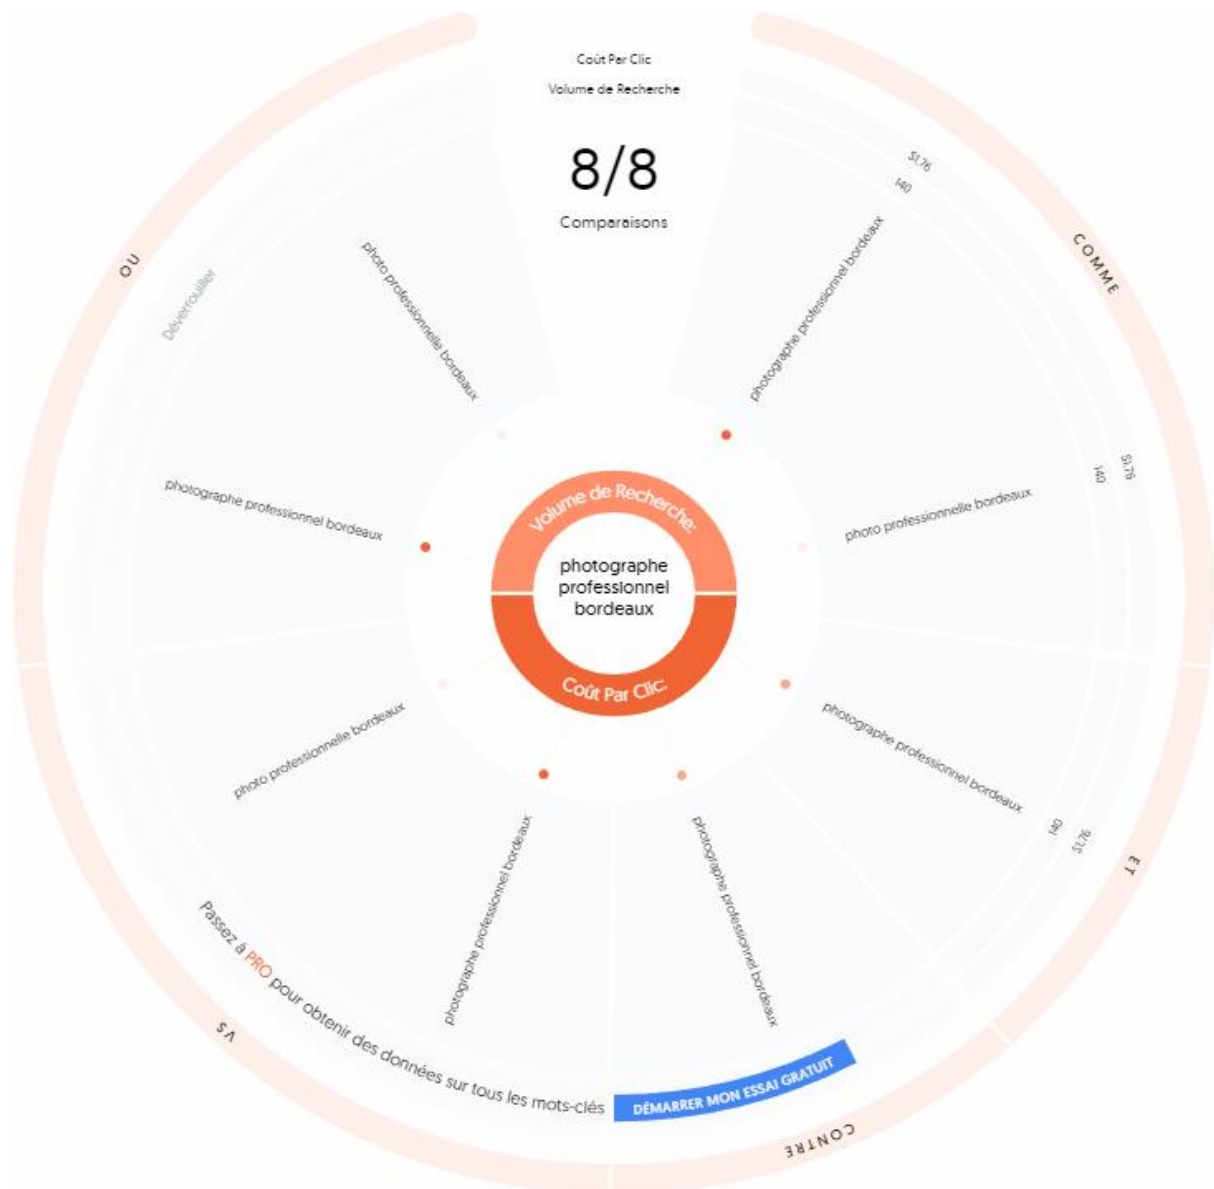 Coût Par Clic
Volume de Recherche
8/8
Comparaisons
COMME
$1.76
140
photographe professionnel bordeaux
$1.76
140
photo professionnelle bordeaux
ET
photographe professionnel bordeaux
140
$1.76
CONTRE
photographe professionnel bordeaux
DÉMARRER MON ESSAI GRATUIT
VS
photographe professionnel bordeaux
photo professionnelle bordeaux
Passez à PRO pour obtenir des données sur tous les mots-clés
OU
photographe professionnel bordeaux
photo professionnelle bordeaux
Déverrouiller
Volume de Recherche:
photographe
professionnel
bordeaux
Coût Par Clic: